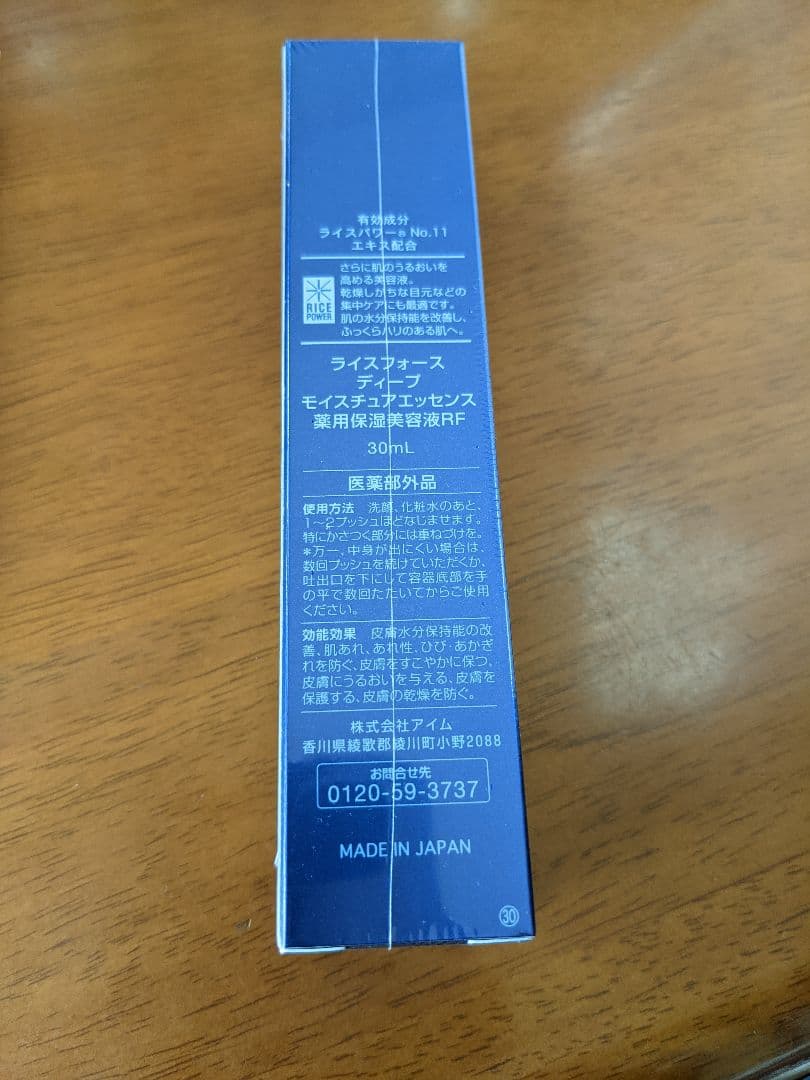 有効成分
ライスパワー® No.11
エキス配合
さらに肌のうるおいを
高める美容液。
乾燥しがちな目元などの
集中ケアにも最適です。
肌の水分保持能を改善し、
ふっくらハリのある肌へ。
RICE
POWER
ライスフォース
ディープ
モイスチュアエッセンス
薬用保湿美容液RF
30mL
医薬部外品
使用方法 洗顔、化粧水のあと、
1〜2プッシュほどなじませます。
特にかさつく部分には重ねづけを。
*万一、中身が出にくい場合は、
数回プッシュを続けていただくか、
吐出口を下にして容器底部を手
の平で数回たたいてからご使用
ください。
効能効果 皮膚水分保持能の改
善、肌あれ、あれ性、ひび・あかぎ
れを防ぐ、皮膚をすこやかに保つ、
皮膚にうるおいを与える、皮膚を
保護する、皮膚の乾燥を防ぐ。
株式会社アイム
香川県綾歌郡綾川町小野2088
お問合せ先
0120-59-3737
MADE IN JAPAN
30